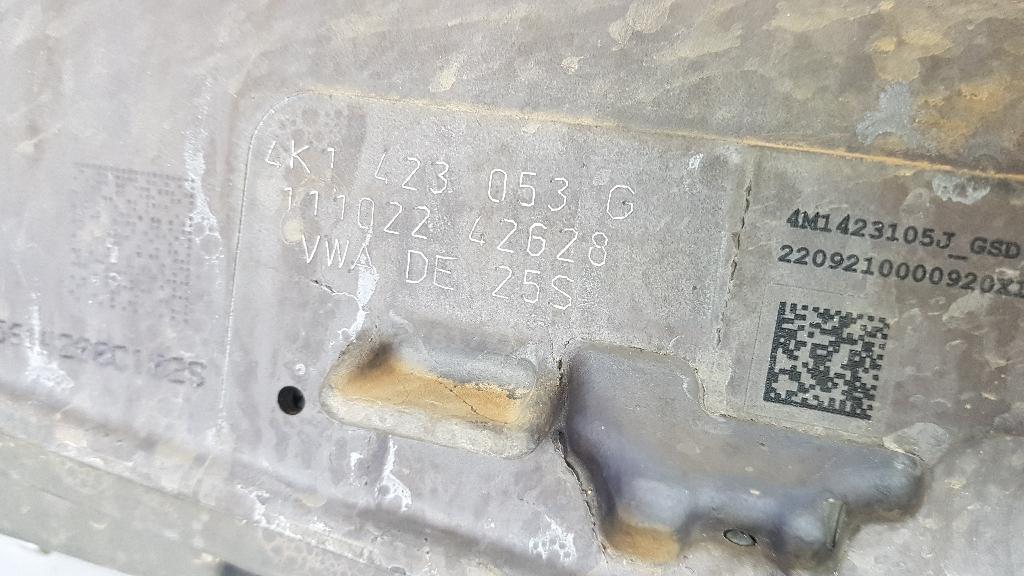 4K1 423 053 G
111022 42628
VWA DE 25S
4M1423105J_GSD
2209210000920X1